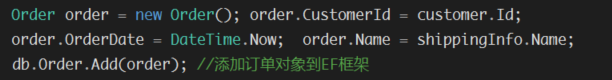 Order order = new Order(); order.CustomerId = customer.Id;
order.OrderDate = DateTime.Now;  order.Name = shippingInfo.Name;
db.Order.Add(order); //添加订单对象到EF框架